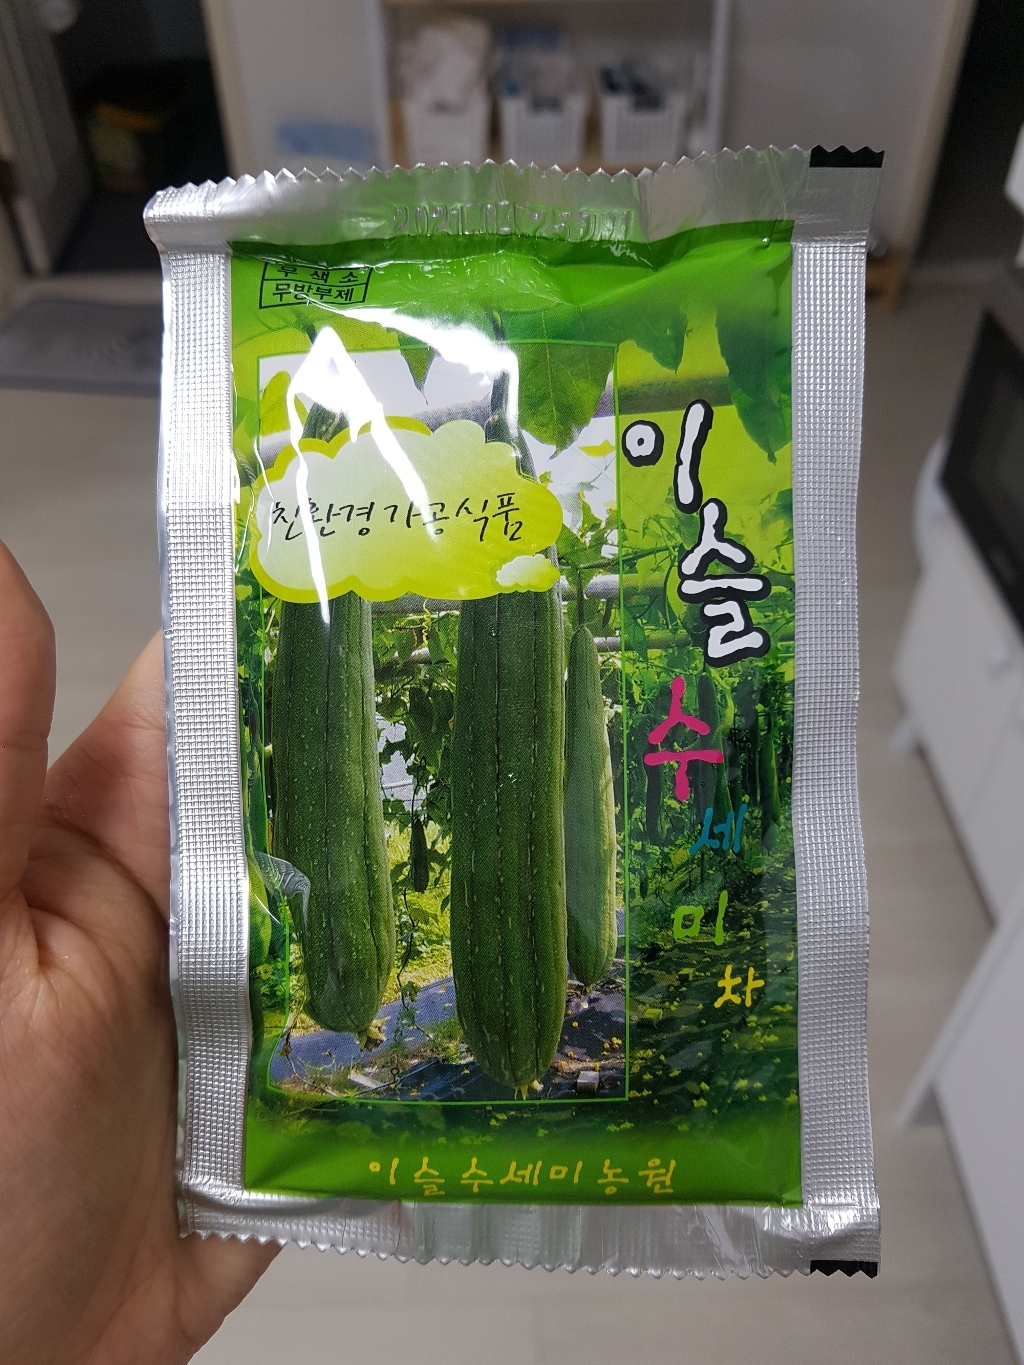 무색소
무방부제
친환경가공식품
이슬
수세미차
이슬수세미농원